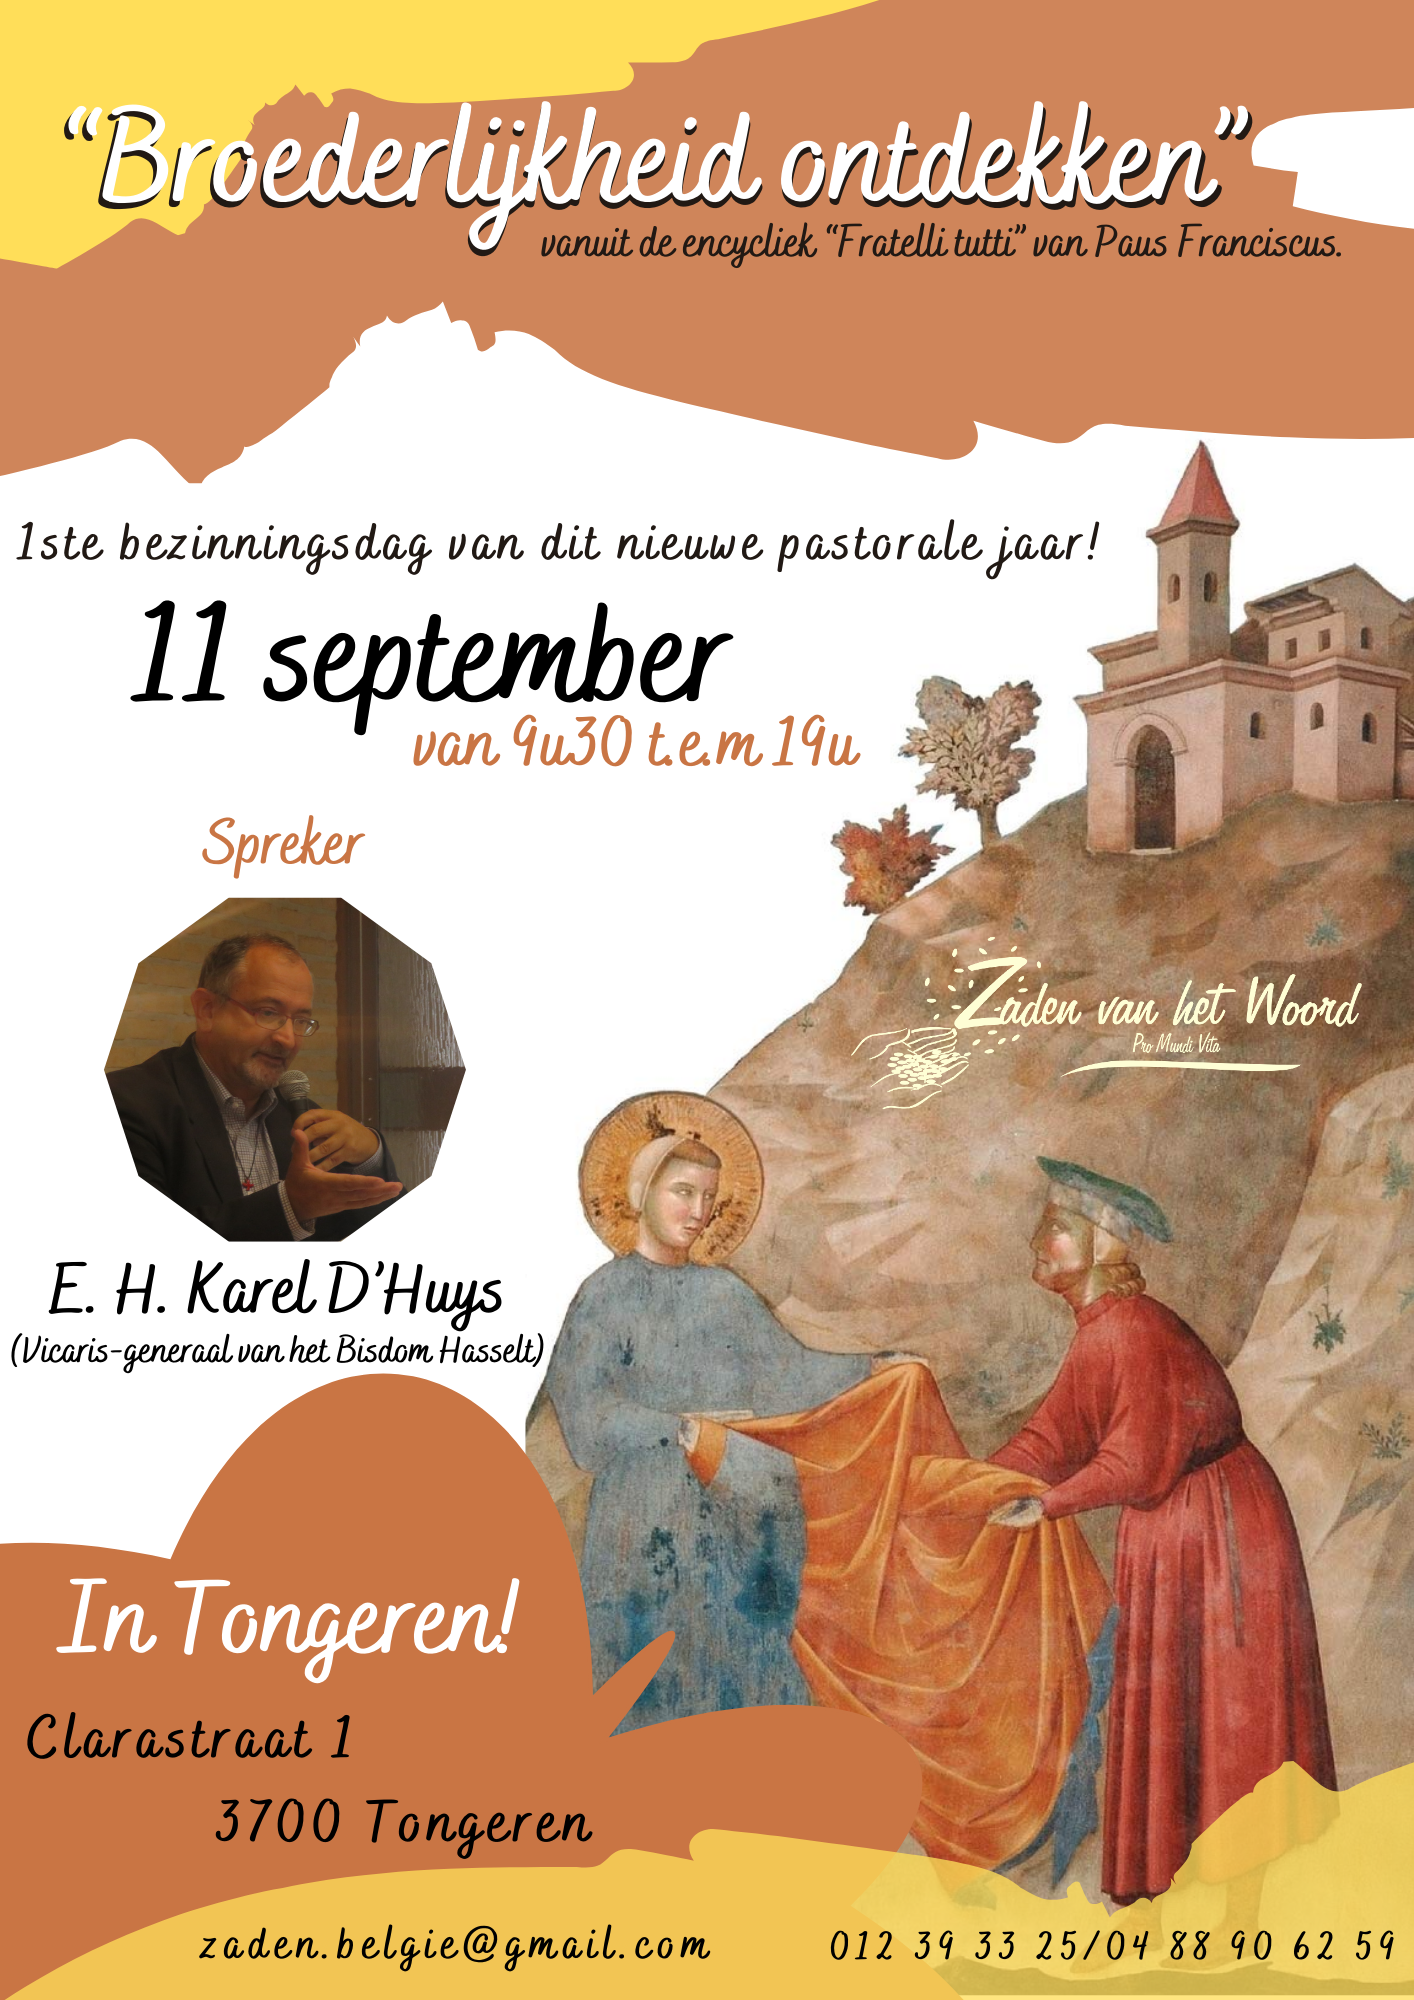 “Broederlijkheid ontdekken”
vanuit de encycliek “Fratelli tutti” van Paus Franciscus.
1ste bezinningsdag van dit nieuwe pastorale jaar!
11 september
van 9u30 t.e.m 19u
Spreker
E. H. Karel D’Huys
(Vicaris-generaal van het Bisdom Hasselt)
Zaden van het Woord
Pro Mundi Vita
In Tongeren!
Clarastraat 1
3700 Tongeren
zaden.belgie@gmail.com
012 39 33 25/04 88 90 62 59